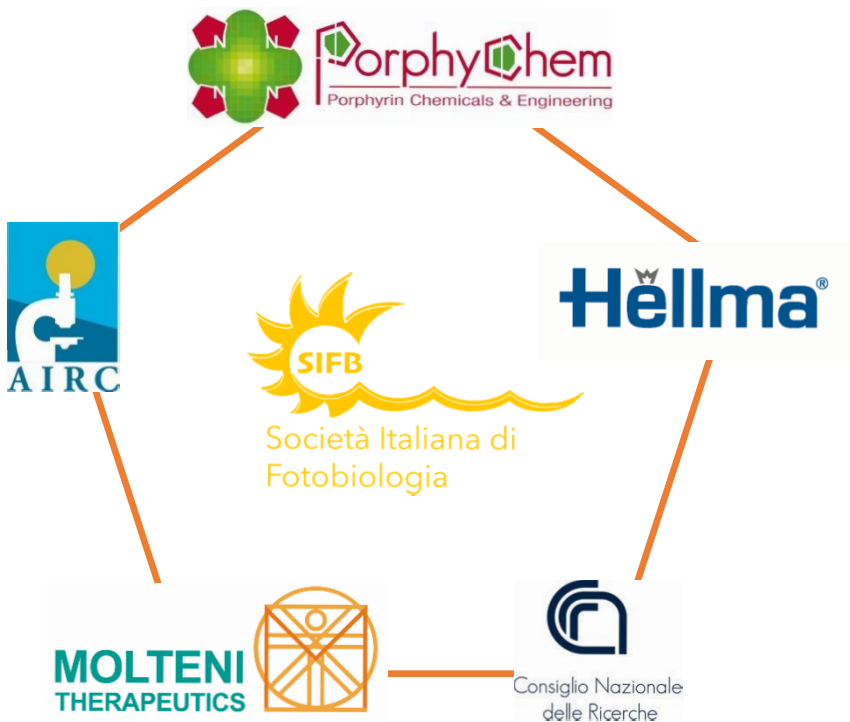 N N
N N
PorphyChem
Porphyrin Chemicals & Engineering
AIRC
Hellma®
SIFB
Società Italiana di
Fotobiologia
MOLTENI
THERAPEUTICS
Consiglio Nazionale
delle Ricerche